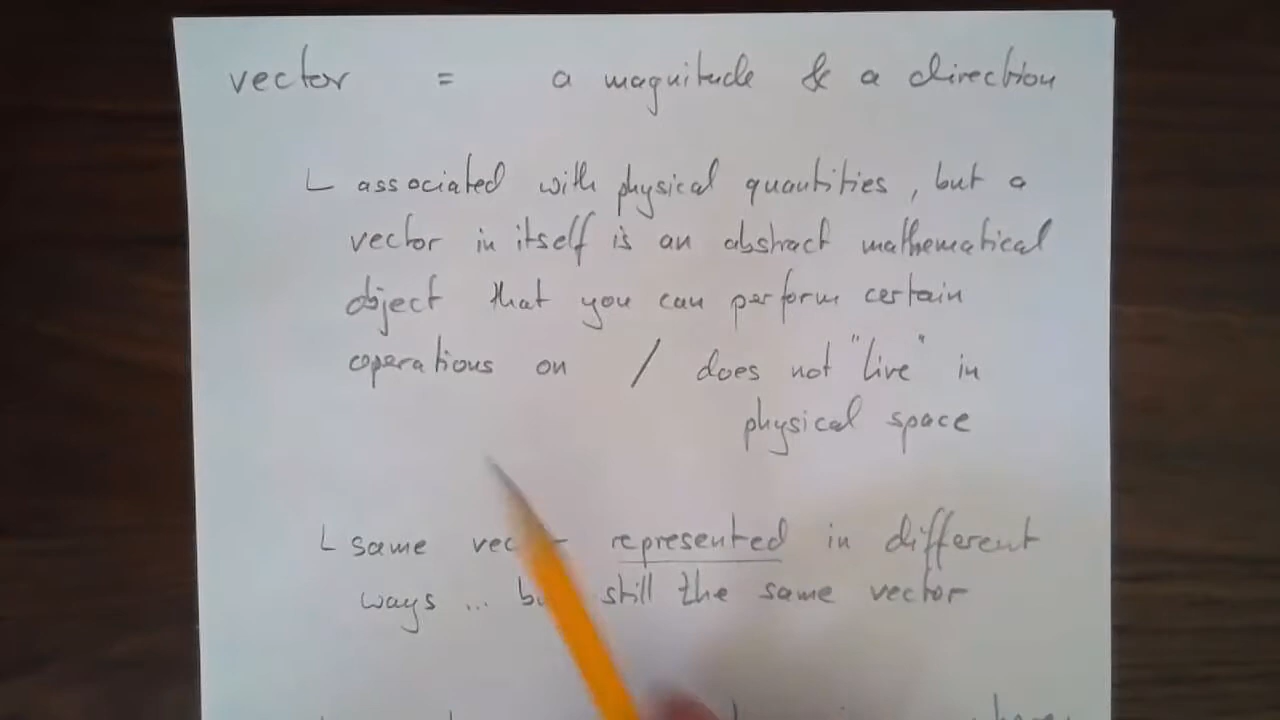 vector = a magnitude & a direction
associated with physical quantities, but a
vector in itself is an abstract mathematical
object that you can perform certain
operations on / does not "live" in
physical space
same represented in different
ways ... still the same vector